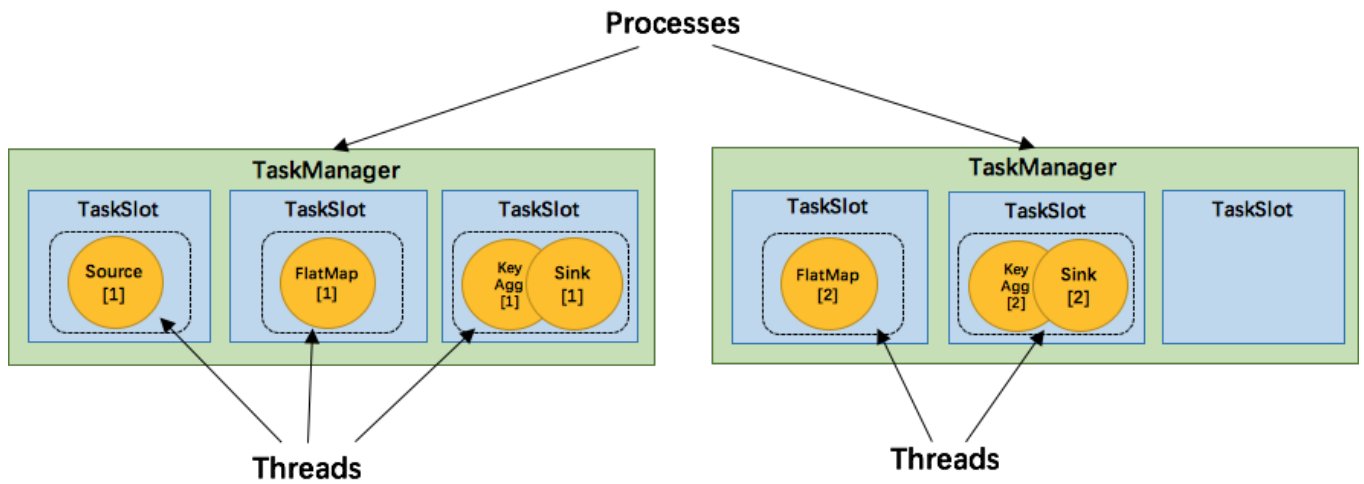 Processes
TaskManager
TaskSlot
TaskSlot
TaskSlot
Source
[1]
FlatMap
[1]
Key
Agg
[1]
Sink
[1]
TaskManager
TaskSlot
TaskSlot
TaskSlot
FlatMap
[2]
Key
Agg
[2]
Sink
[2]
Threads
Threads